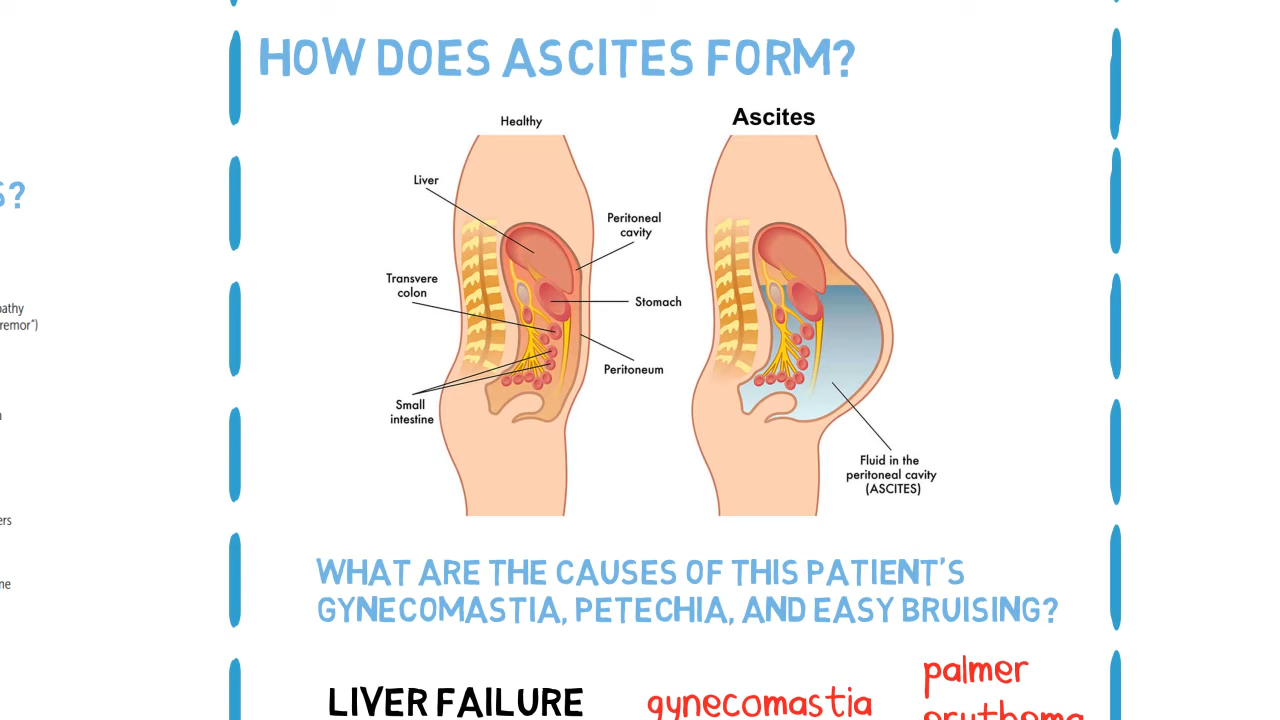 HOW DOES ASCITES FORM?
Healthy
Ascites
Liver
Peritoneal
cavity
Transvere
colon
Stomach
Peritoneum
Small
intestine
Fluid in the
peritoneal cavity
(ASCITES)
WHAT ARE THE CAUSES OF THIS PATIENT'S
GYNECOMASTIA, PETECHIA, AND EASY BRUISING?
LIVER FAILURE
gynecomastia
palmer